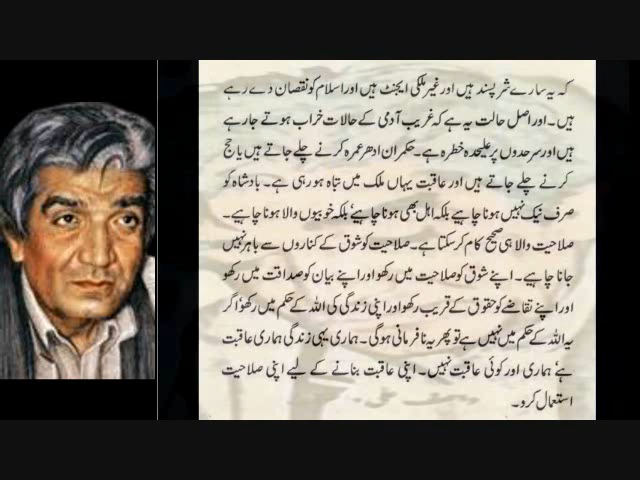 کہ یہ سارے شر پسند ہیں اور غیر ملکی ایجنٹ ہیں اور اسلام کو نقصان دے رہے
ہیں۔ اور اصل حالت یہ ہے کہ غریب آدمی کے حالات خراب ہوتے جا رہے
ہیں اور سرحدوں پر علیحدہ خطرہ ہے۔ حکمران ادھر عمرہ کرنے چلے جاتے ہیں یا حج
کرنے چلے جاتے ہیں اور عاقبت یہاں ملک میں تباہ ہو رہی ہے۔ بادشاہ کو
صرف نیک نہیں ہونا چاہیے بلکہ اہل بھی ہونا چاہیے‘ بلکہ خوبیوں والا ہونا چاہیے۔
صلاحیت والا ہی صحیح کام کر سکتا ہے۔ صلاحیت کو شوق کے کناروں سے باہر نہیں
جانا چاہیے۔ اپنے شوق کو صلاحیت میں رکھو اور اپنے بیان کو صداقت میں رکھو
اور اپنے تقاضے کو حقوق کے قریب رکھو اور اپنی زندگی کی اللہ کے حکم میں رکھو‘ اگر
یہ اللہ کے حکم میں نہیں ہے تو پھر یہ نافرمانی ہو گی۔ ہماری یہی زندگی ہماری عاقبت
ہے‘ ہماری اور کوئی عاقبت نہیں۔ اپنی عاقبت بنانے کے لیے اپنی صلاحیت
استعمال کرو۔